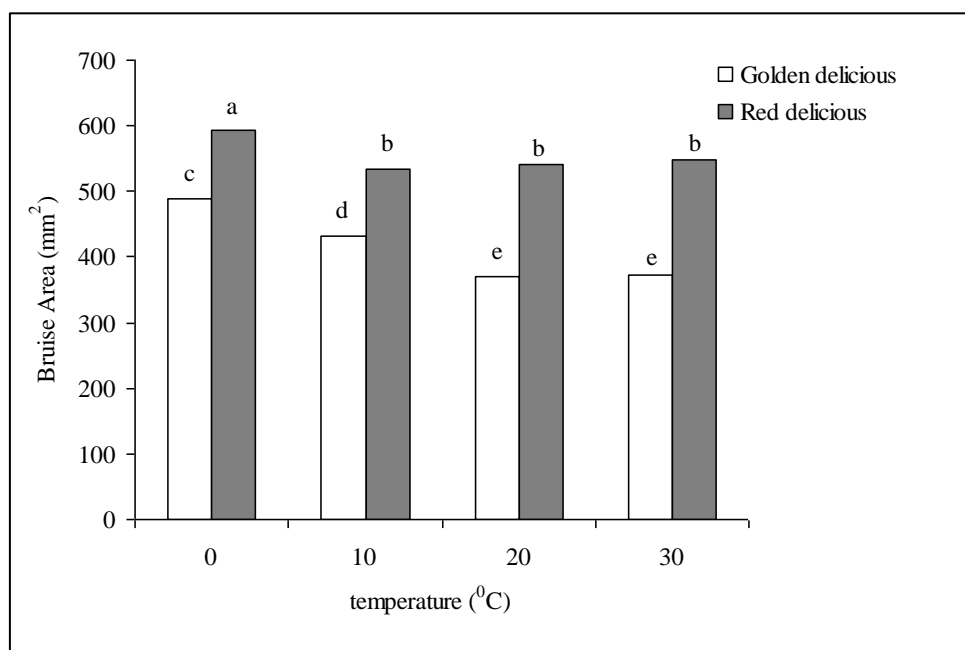 700
600
500
400
300
200
100
0
Bruise Area (mm²)
Golden delicious
Red delicious
a
c
b
d
b
e
b
e
0 10 20 30
temperature (⁰C)